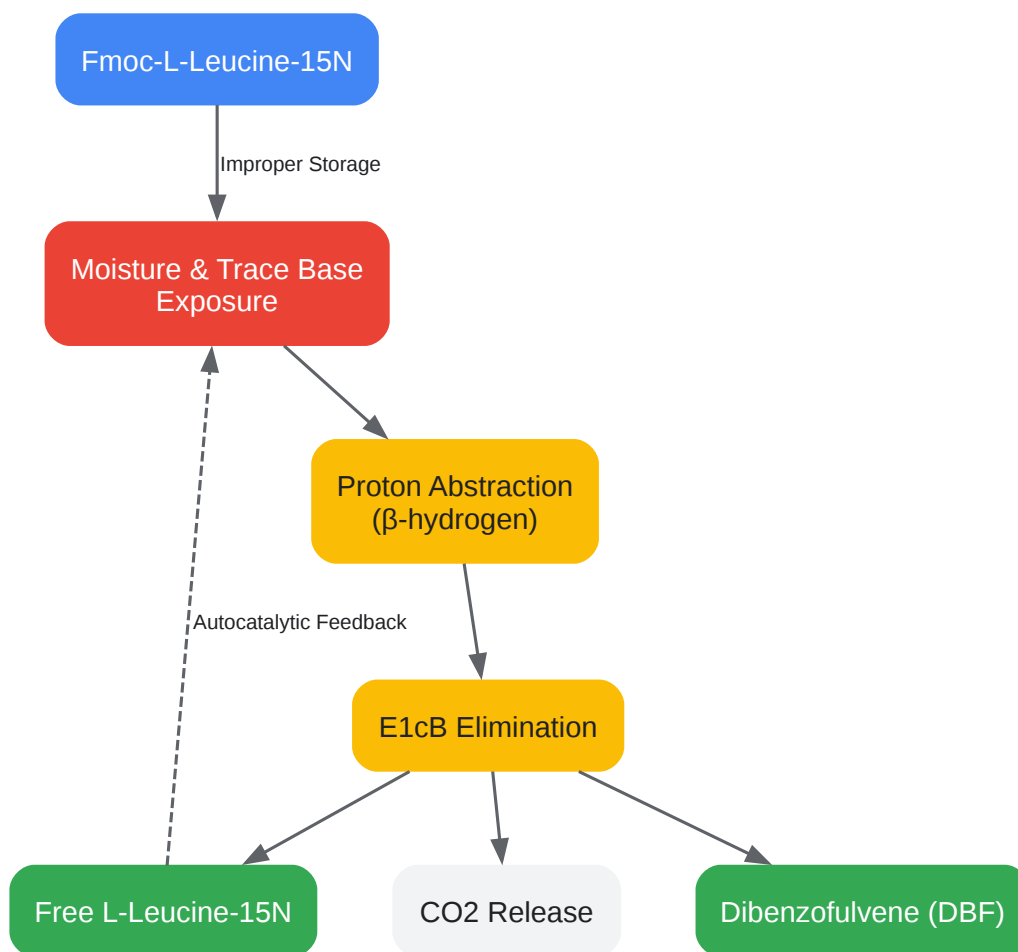 Fmoc-L-Leucine-15N
Improper Storage
Moisture & Trace Base
Exposure
Proton Abstraction
(β-hydrogen)
Autocatalytic Feedback
E1cB Elimination
Free L-Leucine-15N
CO2 Release
Dibenzofulvene (DBF)